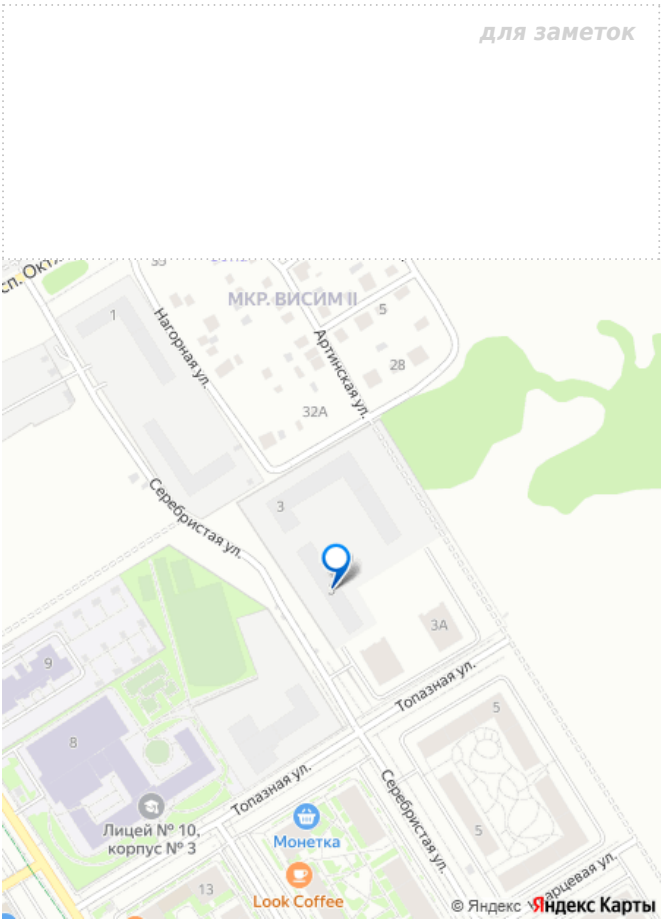 для заметок
МКР. ВИСИМ II
1
5
Нагорная ул.
Артинская ул.
28
32А
Серебристая ул.
3
3А
9
Топазная ул.
8
5
Топазная ул.
Серебристая ул.
Лицей № 10,
корпус № 3
Монетка
5
13
Look Coffee
© Яндекс Яндекс Карты